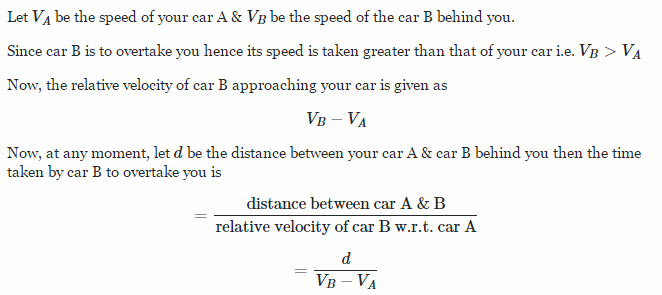 Let V_A be the speed of your car A & V_B be the speed of the car B behind you.
Since car B is to overtake you hence its speed is taken greater than that of your car i.e. V_B > V_A
Now, the relative velocity of car B approaching your car is given as
V_B − V_A
Now, at any moment, let d be the distance between your car A & car B behind you then the time
taken by car B to overtake you is
= distance between car A & B
relative velocity of car B w.r.t. car A
= d
V_B − V_A